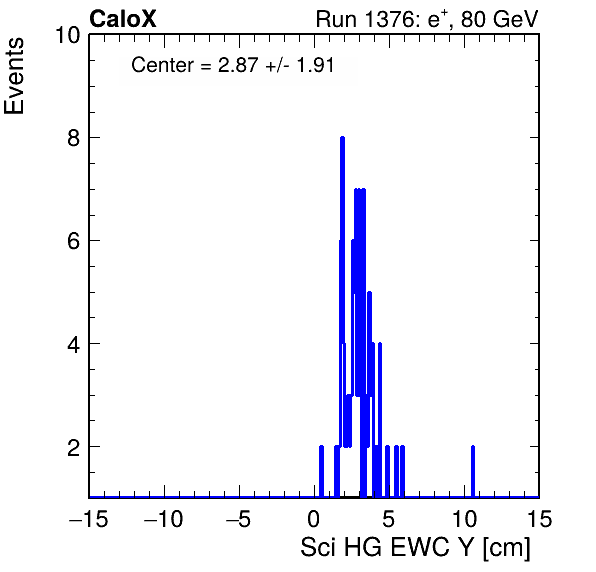 CaloX Run 1376: e⁺, 80 GeV
Events
Center = 2.87 +/- 1.91
10
8
6
4
2
−15 −10 −5 0 5 10 15
Sci HG EWC Y [cm]